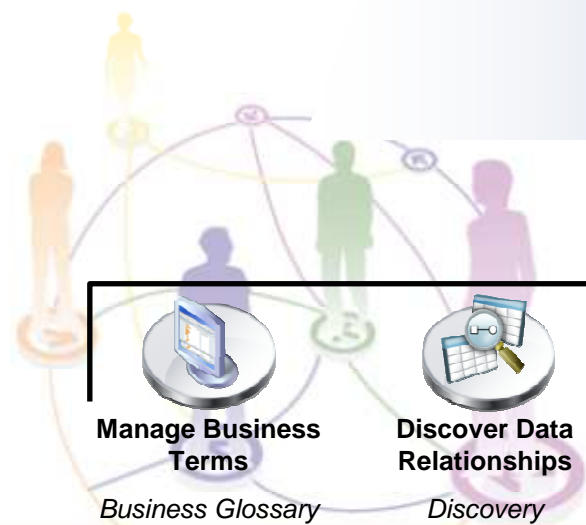 Manage Business
Terms
Business Glossary
Discover Data
Relationships
Discovery